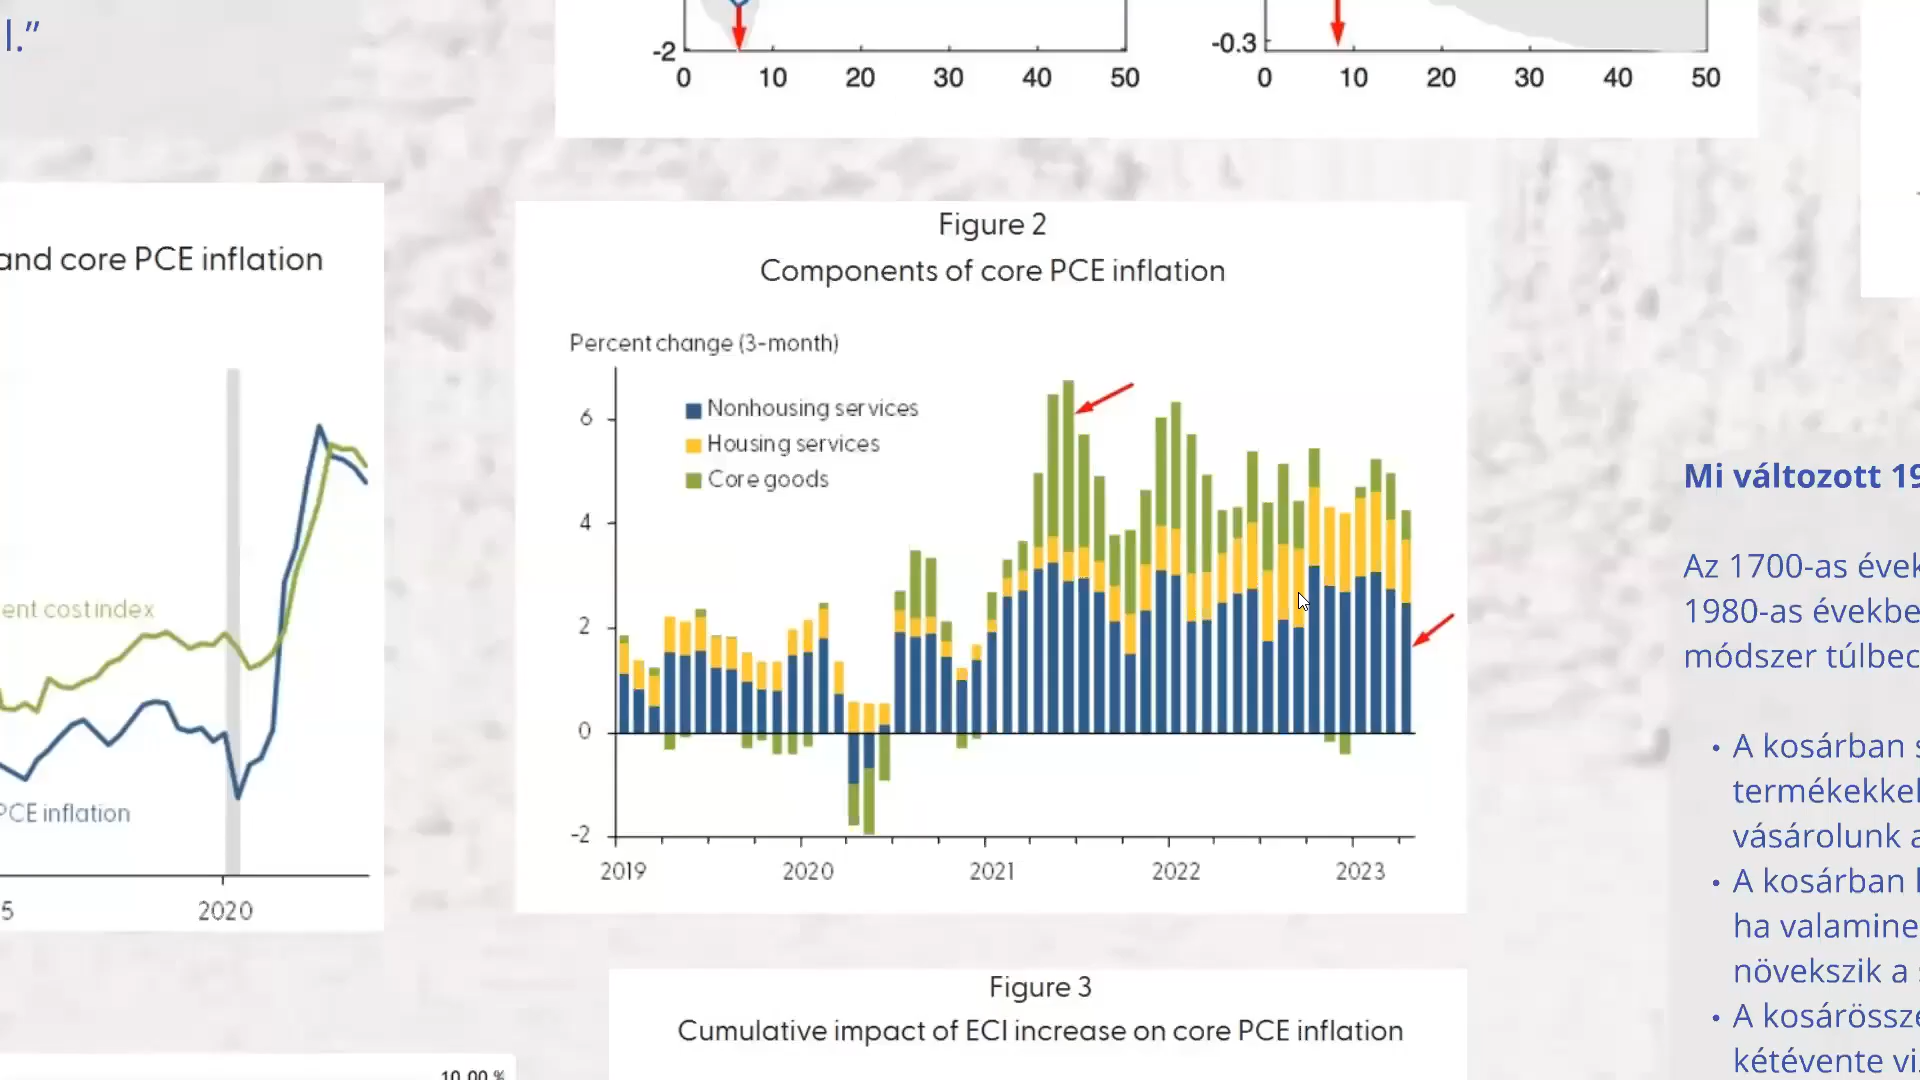 l.”
-2
0 10 20 30 40 50
-0.3
0 10 20 30 40 50
and core PCE inflation
ent cost index
PCE inflation
5
2020
Figure 2
Components of core PCE inflation
Percent change (3-month)
Nonhousing services
Housing services
Core goods
6
4
2
0
-2
2019 2020 2021 2022 2023
Figure 3
Cumulative impact of ECI increase on core PCE inflation
10,00 %
Mi változott 19
Az 1700-as évek
1980-as évekbe
módszer túlbec
• A kosárban s
termékekkel
vásárolunk a
• A kosárban
ha valamine
növekszik a
• A kosárössze
kétévente vi